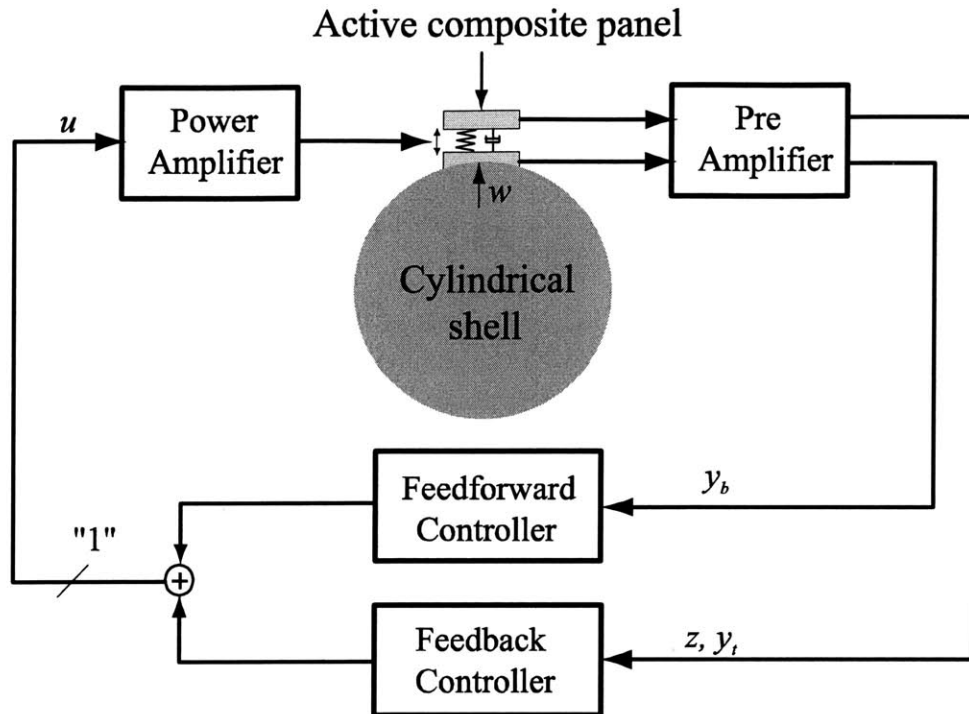 Active composite panel
u
Power
Amplifier
Pre
Amplifier
w
Cylindrical
shell
Feedforward
Controller
y_b
"1"
+
Feedback
Controller
z, y_t